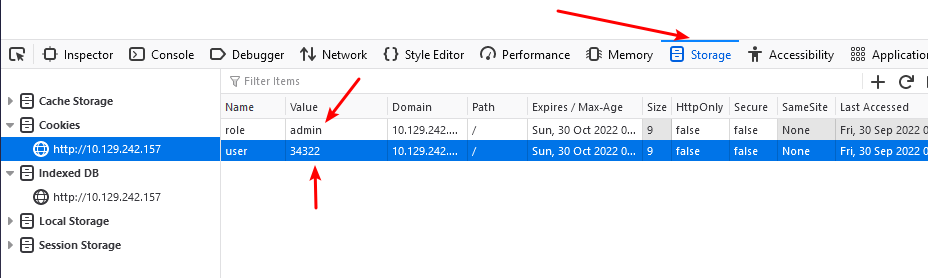 Inspector Console Debugger Network Style Editor Performance Memory Storage Accessibility Application
Filter Items
Cache Storage
Cookies
http://10.129.242.157
Indexed DB
http://10.129.242.157
Local Storage
Session Storage
Name Value Domain Path Expires / Max-Age Size HttpOnly Secure SameSite Last Accessed
role admin 10.129.242.... / Sun, 30 Oct 2022 0... 9 false false None Fri, 30 Sep 2022 0
user 34322 10.129.242.... / Sun, 30 Oct 2022 0... 9 false false None Fri, 30 Sep 2022 0